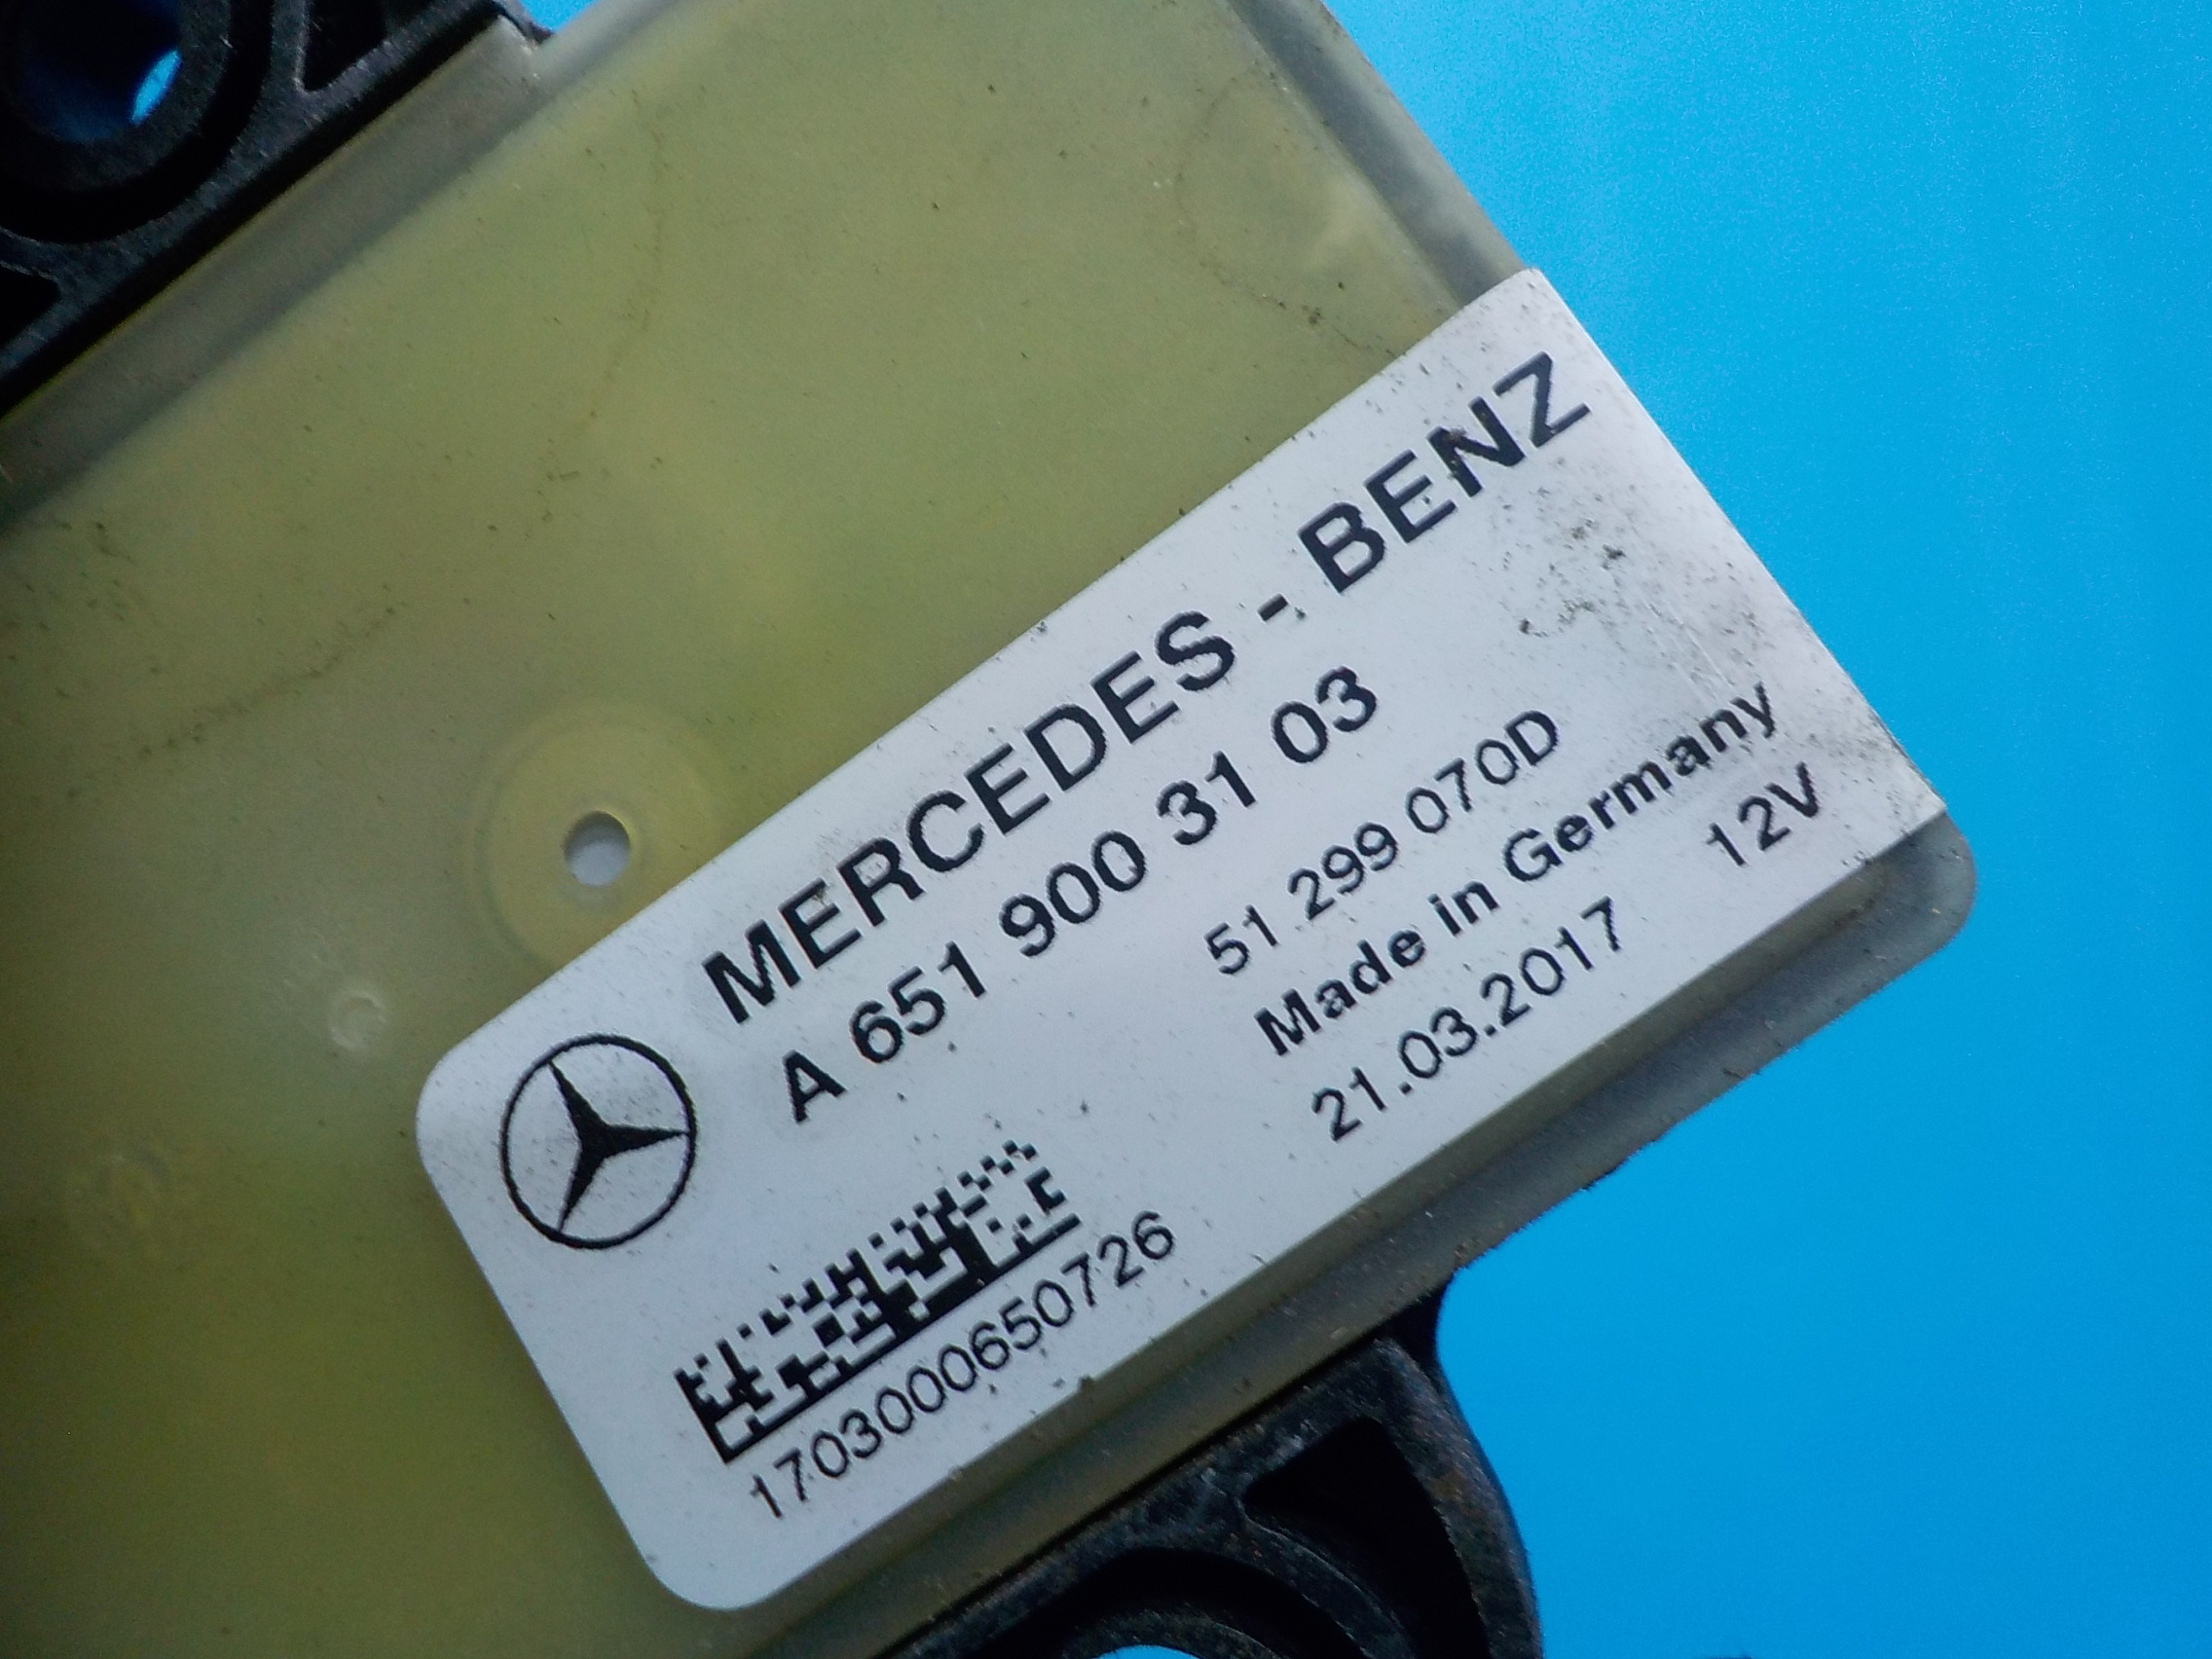 MERCEDES - BENZ
A 651 900 31 03
51 299 070D
Made in Germany
21.03.2017 12V
1703000650726